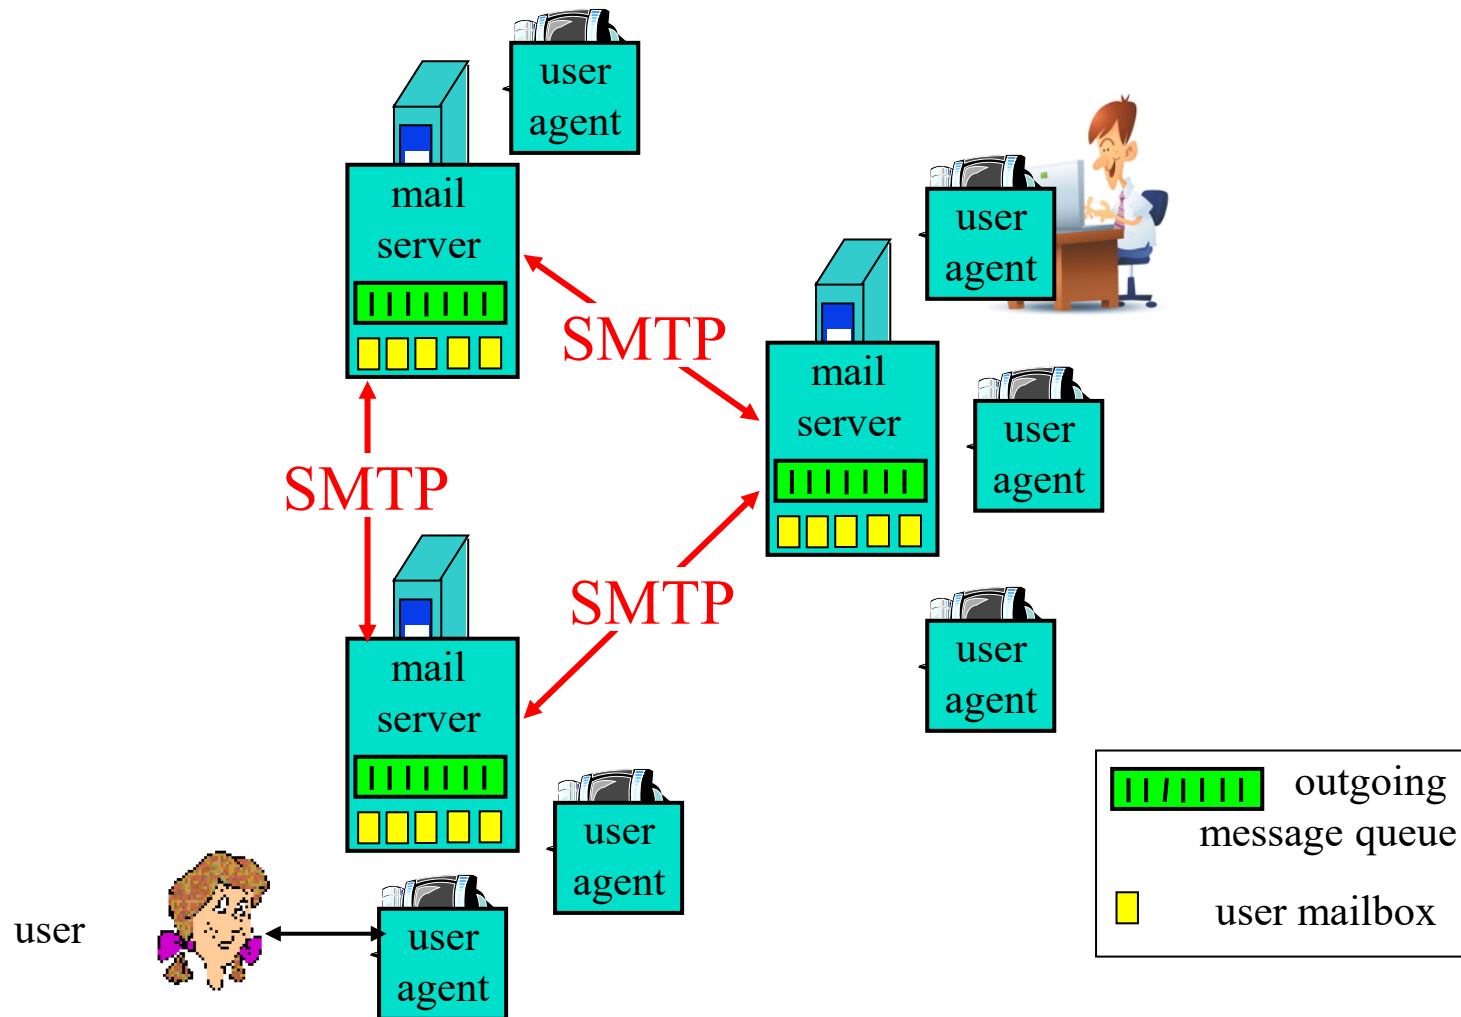 user
agent
mail
server
user
agent
SMTP
mail
server
user
agent
SMTP
SMTP
mail
server
user
agent
user
agent
outgoing
message queue
user mailbox
user
user
agent